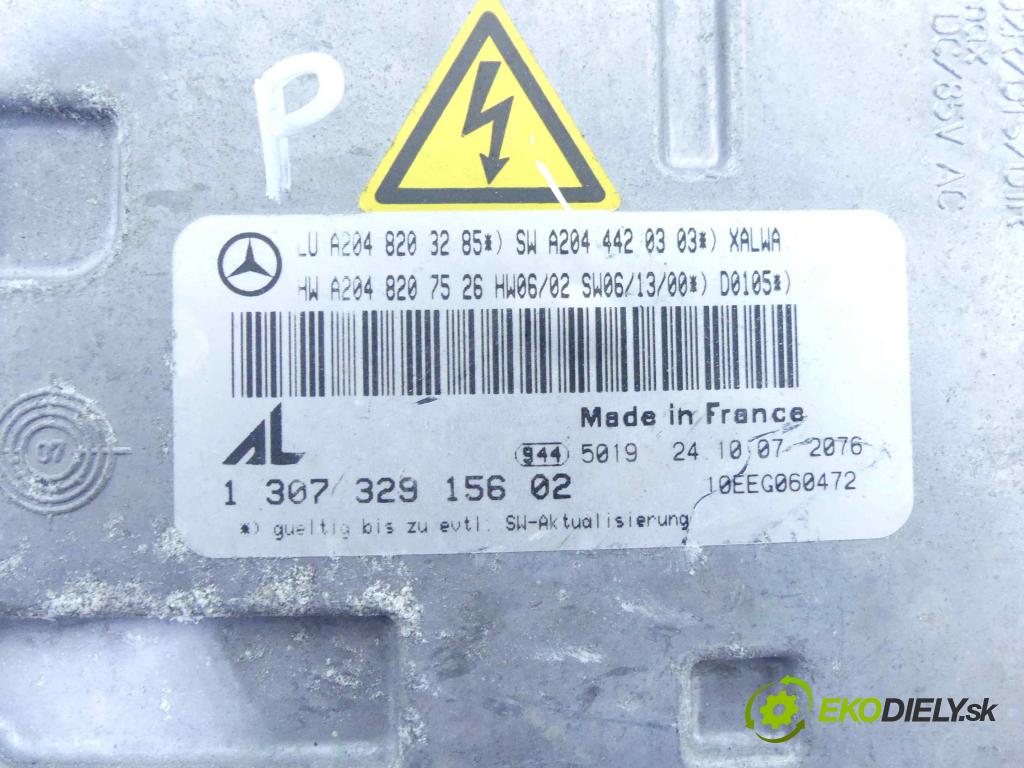 P
DC/85V AC
LU A204 820 32 85*) SW A204 442 03 03*) XALWA
HW A204 820 75 26 HW06/02 SW06/13/00*) D0105*)
AL
Made in France
944 5019 24 10 07 2076
1 307 329 156 02
10EEG060472
*) gueltig bis zu evtl. SW-Aktualisierung
EKODIELY.sk